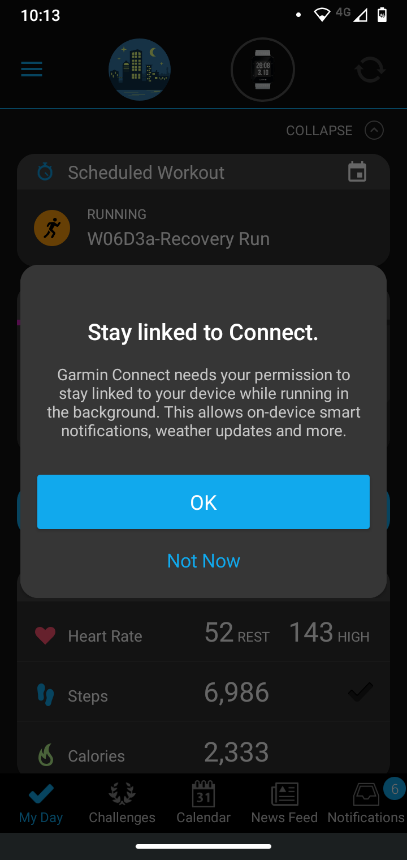 10:13
4G
COLLAPSE
Scheduled Workout
RUNNING
W06D3a-Recovery Run
Stay linked to Connect.
Garmin Connect needs your permission to
stay linked to your device while running in
the background. This allows on-device smart
notifications, weather updates and more.
OK
Not Now
Heart Rate 52 REST 143 HIGH
Steps 6,986
Calories 2,333
31
6
My Day Challenges Calendar News Feed Notifications